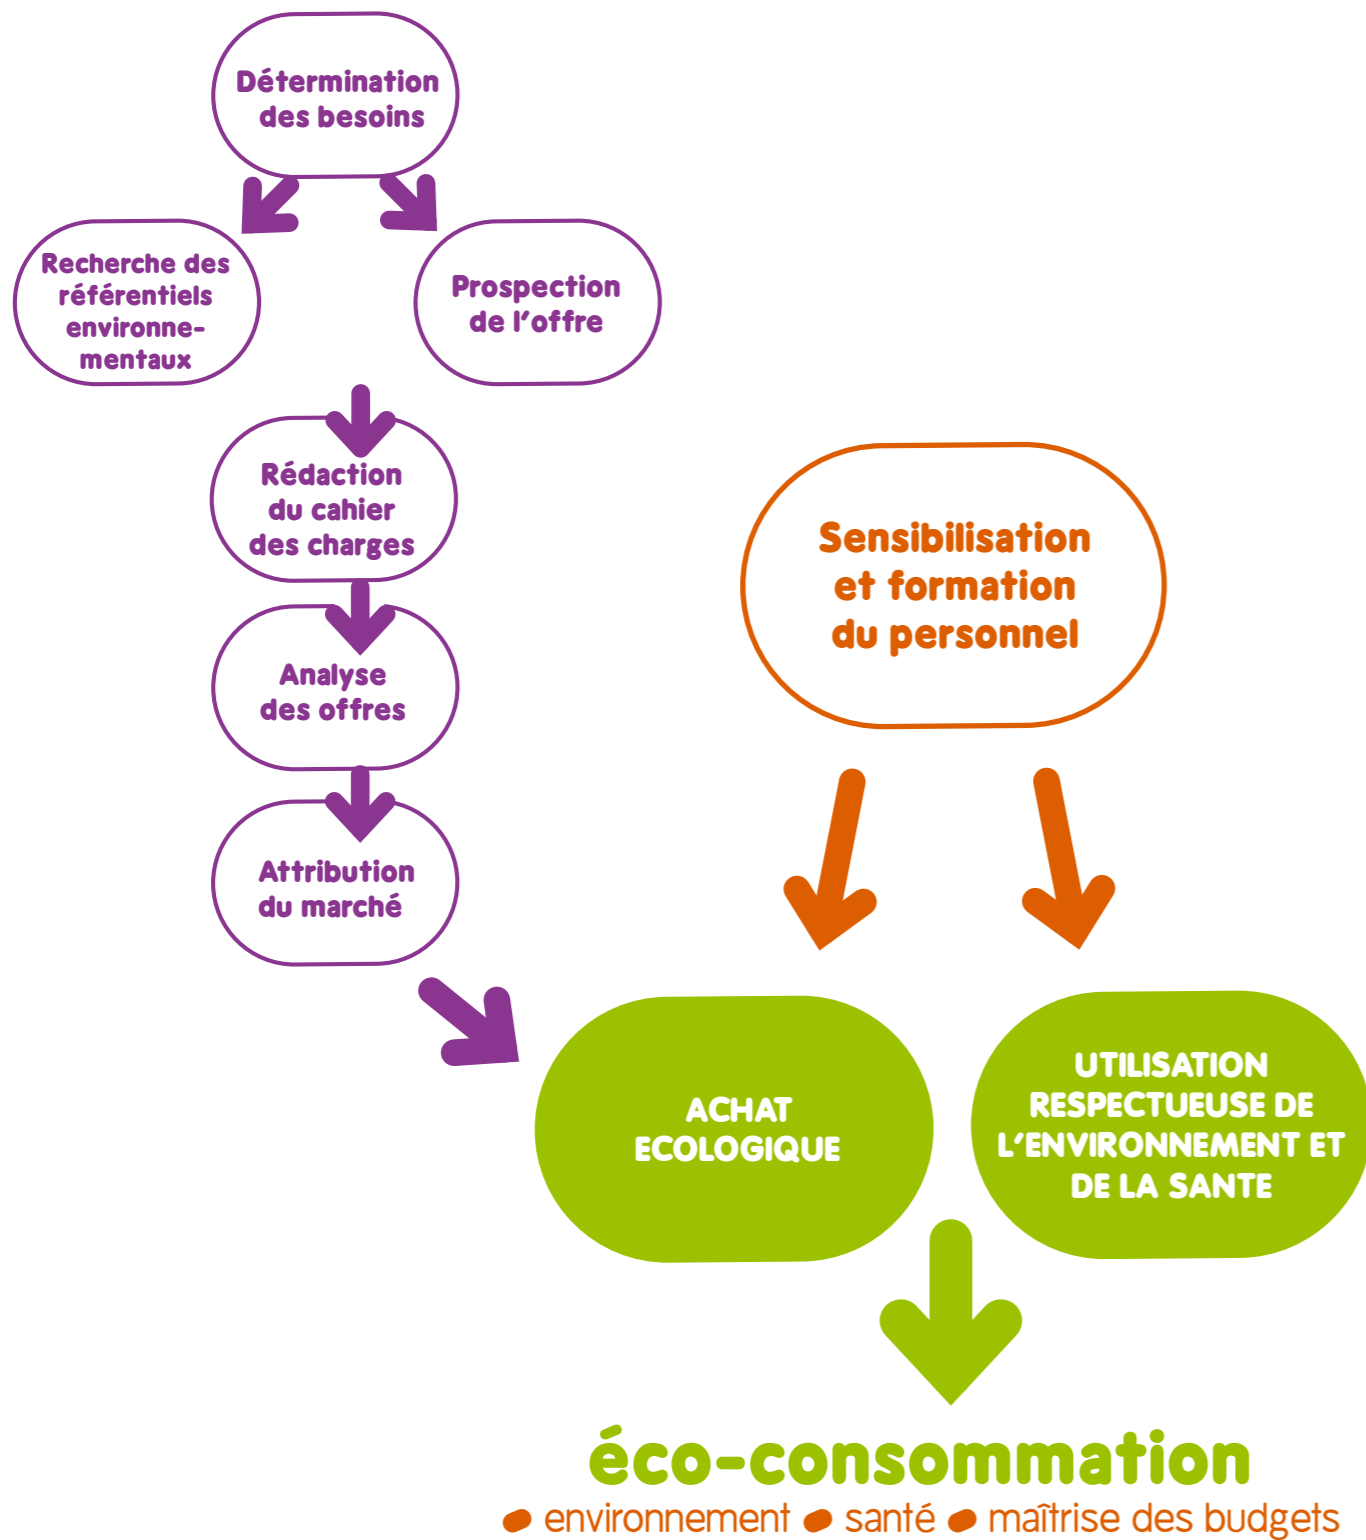 Détermination
des besoins
Recherche des
référentiels
environne-
mentaux
Prospection
de l'offre
Rédaction
du cahier
des charges
Analyse
des offres
Attribution
du marché
Sensibilisation
et formation
du personnel
ACHAT
ECOLOGIQUE
UTILISATION
RESPECTUEUSE DE
L'ENVIRONNEMENT ET
DE LA SANTE
éco-consommation
environnement santé maîtrise des budgets